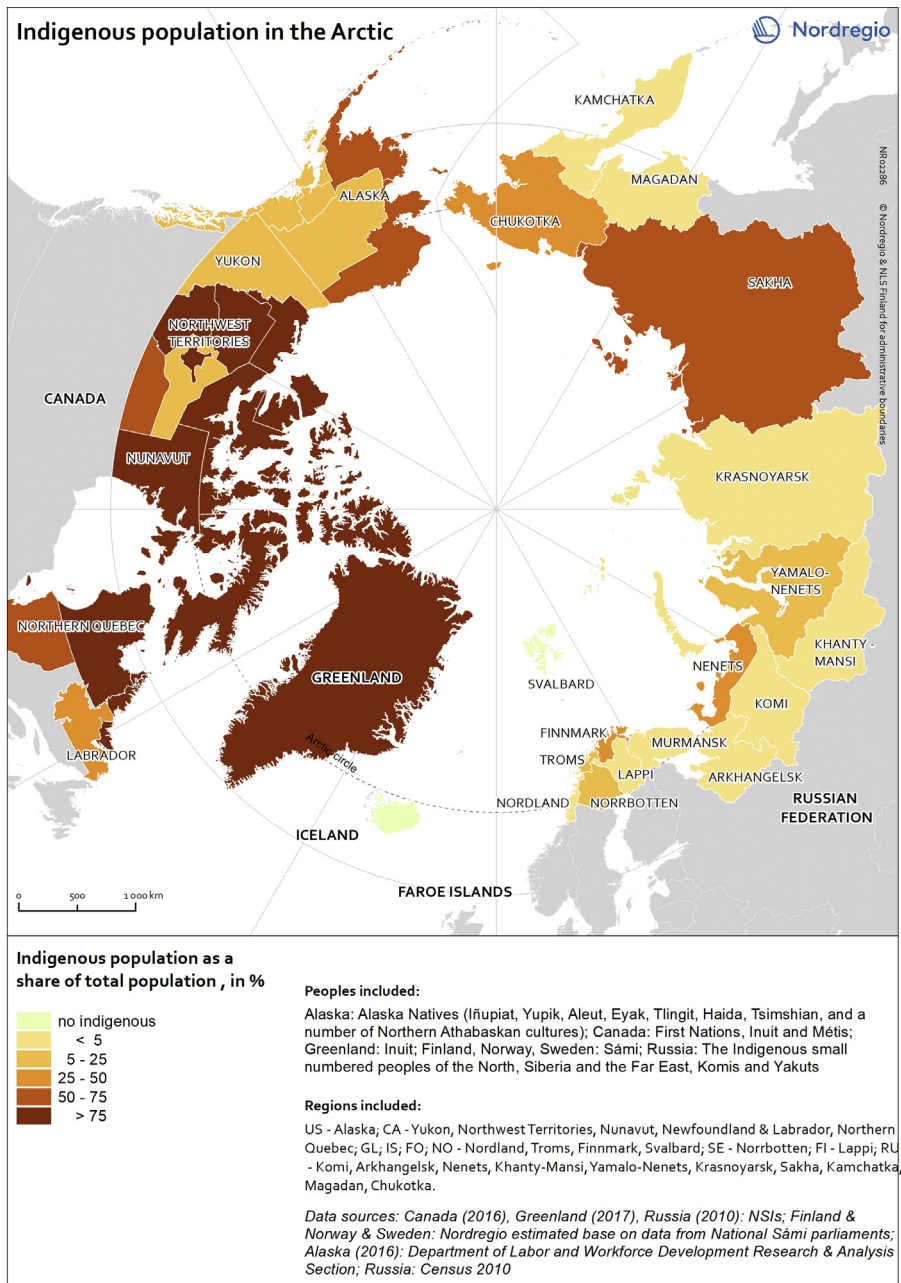 Indigenous population in the Arctic
Nordregio
KAMCHATKA
MAGADAN
ALASKA
CHUKOTKA
YUKON
SAKHA
NORTHWEST
TERRITORIES
CANADA
NUNAVUT
KRASNOYARSK
YAMALO-
NENETS
NORTHERN QUEBEC
KHANTY -
MANSI
NENETS
GREENLAND
SVALBARD
KOMI
FINNMARK
MURMANSK
LABRADOR
Arctic circle
TROMS
LAPPI
ARKHANGELSK
NORDLAND
NORRBOTTEN
RUSSIAN
FEDERATION
ICELAND
FAROE ISLANDS
0 500 1 000 km
NR02286 © Nordregio & NLS Finland for administrative boundaries
Indigenous population as a
share of total population , in %
no indigenous
< 5
5 - 25
25 - 50
50 - 75
> 75
Peoples included:
Alaska: Alaska Natives (Iñupiat, Yupik, Aleut, Eyak, Tlingit, Haida, Tsimshian, and a
number of Northern Athabaskan cultures); Canada: First Nations, Inuit and Métis;
Greenland: Inuit; Finland, Norway, Sweden: Sámi; Russia: The Indigenous small
numbered peoples of the North, Siberia and the Far East, Komis and Yakuts
Regions included:
US - Alaska; CA - Yukon, Northwest Territories, Nunavut, Newfoundland & Labrador, Northern
Quebec; GL; IS; FO; NO - Nordland, Troms, Finnmark, Svalbard; SE - Norrbotten; FI - Lappi; RU
- Komi, Arkhangelsk, Nenets, Khanty-Mansi, Yamalo-Nenets, Krasnoyarsk, Sakha, Kamchatka,
Magadan, Chukotka.
Data sources: Canada (2016), Greenland (2017), Russia (2010): NSIs; Finland &
Norway & Sweden: Nordregio estimated base on data from National Sámi parliaments;
Alaska (2016): Department of Labor and Workforce Development Research & Analysis
Section; Russia: Census 2010